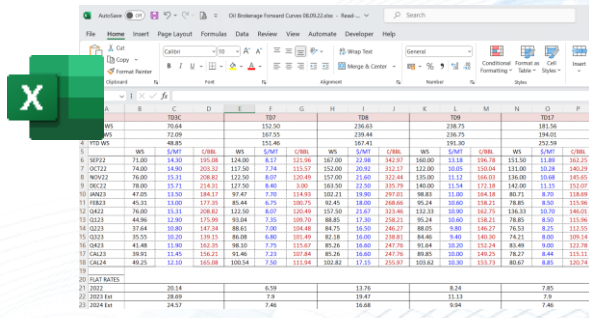 AutoSave Off Oil Brokerage Forward Curves 08.09.22.xlsx - Read-... Search
File Home Insert Page Layout Formulas Data Review View Automate Developer Help
Cut
Copy
Format Painter
Calibri 10
Wrap Text
Merge & Center
General
Conditional Formatting
Format as Table
Cell Styles
Insert
Clipboard Font Alignment Number Styles
X
A B C D E F G H I J K L M N O P
TD3C TD7 TD8 TD9 TD17
WS 70.64 152.50 236.63 238.75 181.56
WS 72.09 167.55 239.44 236.75 194.01
4 YTD WS 48.85 151.46 167.41 191.30 252.59
5 WS $/MT C/BBL WS $/MT C/BBL WS $/MT C/BBL WS $/MT C/BBL WS $/MT C/BBL
6 SEP22 71.00 14.30 195.08 124.00 8.17 121.96 167.00 22.98 342.97 160.00 13.18 196.78 151.50 11.89 162.25
7 OCT22 74.00 14.90 203.32 117.50 7.74 115.57 152.00 20.92 312.17 122.00 10.05 150.04 131.00 10.28 140.29
8 NOV22 76.00 15.31 208.82 122.50 8.07 120.49 157.00 21.60 322.44 135.00 11.12 166.03 136.00 10.68 145.65
9 DEC22 78.00 15.71 214.31 127.50 8.40 3.00 163.50 22.50 335.79 140.00 11.54 172.18 142.00 11.15 152.07
10 JAN23 47.05 13.50 184.17 97.47 7.70 114.93 102.21 19.90 297.01 98.83 11.00 164.18 80.71 8.70 118.69
11 FEB23 45.31 13.00 177.35 85.44 6.75 100.75 92.45 18.00 268.66 95.24 10.60 158.21 78.85 8.50 115.96
12 Q422 76.00 15.31 208.82 122.50 8.07 120.49 157.50 21.67 323.46 132.33 10.90 162.75 136.33 10.70 146.01
13 Q123 44.96 12.90 175.98 93.04 7.35 109.70 88.85 17.30 258.21 95.24 10.60 158.21 78.85 8.50 115.96
14 Q223 37.64 10.80 147.34 88.61 7.00 104.48 84.75 16.50 246.27 88.05 9.80 146.27 76.53 8.25 112.55
15 Q323 35.55 10.20 139.15 86.08 6.80 101.49 82.18 16.00 238.81 84.46 9.40 140.30 74.21 8.00 109.14
16 Q423 41.48 11.90 162.35 98.10 7.75 115.67 85.26 16.60 247.76 91.64 10.20 152.24 83.49 9.00 122.78
17 CAL23 39.91 11.45 156.21 91.46 7.23 107.84 85.26 16.60 247.76 89.85 10.00 149.25 78.27 8.44 115.11
18 CAL24 49.25 12.10 165.08 100.54 7.50 111.94 102.82 17.15 255.97 103.62 10.30 153.73 80.67 8.85 120.74
19
20 FLAT RATES
21 2022 20.14 6.59 13.76 8.24 7.85
22 2023 Est 28.69 7.9 19.47 11.13 7.9
23 2024 Est 24.57 7.46 16.68 9.94 7.46